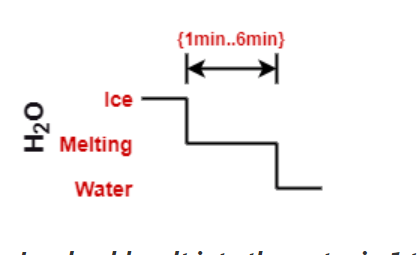 {1min..6min}
Ice
H₂O
Melting
Water